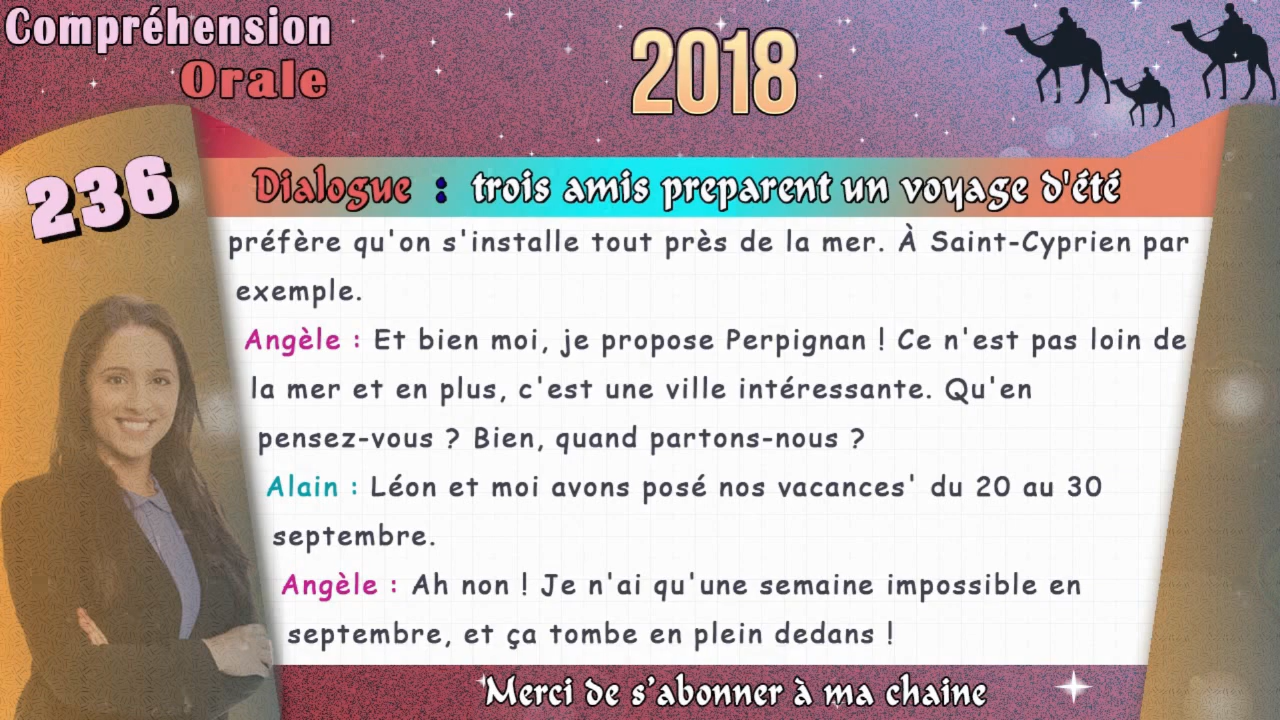 Compréhension
Orale
2018
236
Dialogue : trois amis preparent un voyage d'été
préfère qu'on s'installe tout près de la mer. À Saint-Cyprien par
exemple.
Angèle : Et bien moi, je propose Perpignan ! Ce n'est pas loin de
la mer et en plus, c'est une ville intéressante. Qu'en
pensez-vous ? Bien, quand partons-nous ?
Alain : Léon et moi avons posé nos vacances' du 20 au 30
septembre.
Angèle : Ah non ! Je n'ai qu'une semaine impossible en
septembre, et ça tombe en plein dedans !
Merci de s'abonner à ma chaine